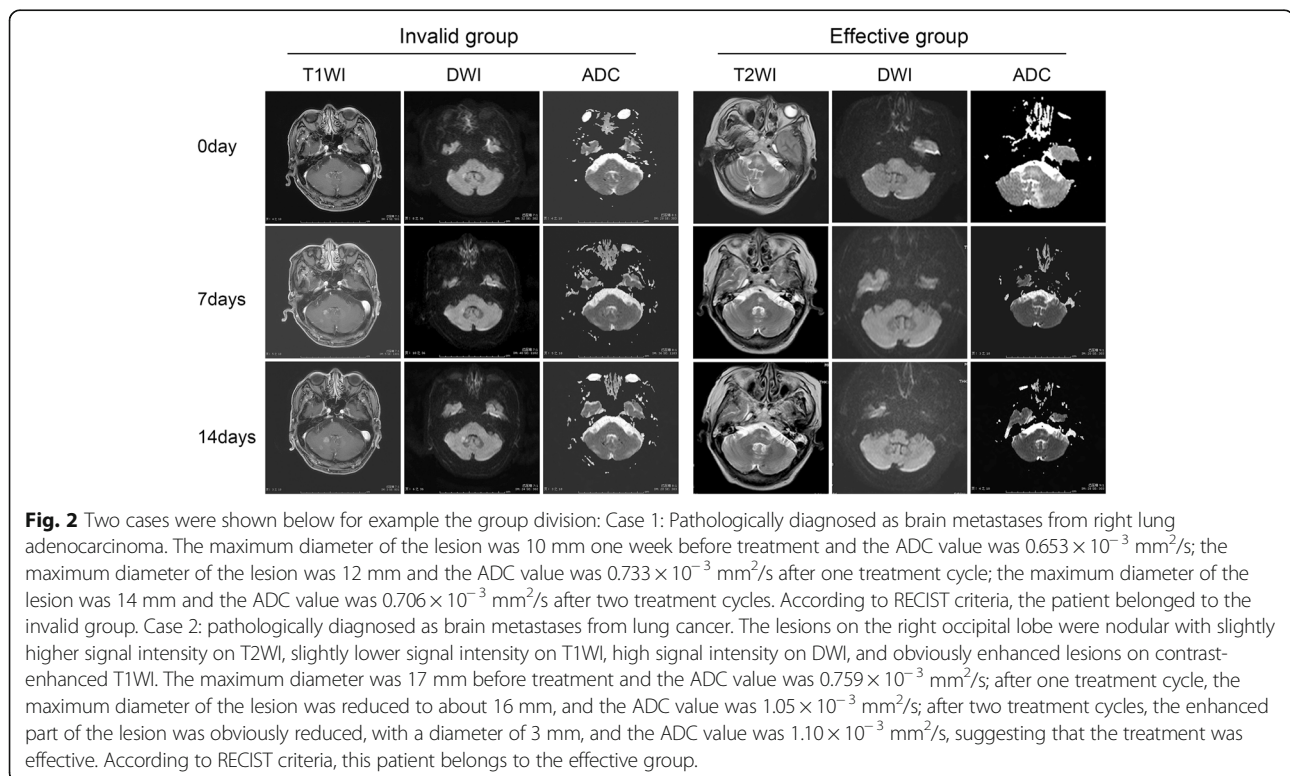 Invalid group Effective group
T1WI DWI ADC T2WI DWI ADC
0day
7days
14days
Fig. 2 Two cases were shown below for example the group division: Case 1: Pathologically diagnosed as brain metastases from right lung
adenocarcinoma. The maximum diameter of the lesion was 10 mm one week before treatment and the ADC value was 0.653 × 10⁻³ mm²/s; the
maximum diameter of the lesion was 12 mm and the ADC value was 0.733 × 10⁻³ mm²/s after one treatment cycle; the maximum diameter of the
lesion was 14 mm and the ADC value was 0.706 × 10⁻³ mm²/s after two treatment cycles. According to RECIST criteria, the patient belonged to the
invalid group. Case 2: pathologically diagnosed as brain metastases from lung cancer. The lesions on the right occipital lobe were nodular with slightly
higher signal intensity on T2WI, slightly lower signal intensity on T1WI, high signal intensity on DWI, and obviously enhanced lesions on contrast-
enhanced T1WI. The maximum diameter was 17 mm before treatment and the ADC value was 0.759 × 10⁻³ mm²/s; after one treatment cycle, the
maximum diameter of the lesion was reduced to about 16 mm, and the ADC value was 1.05 × 10⁻³ mm²/s; after two treatment cycles, the enhanced
part of the lesion was obviously reduced, with a diameter of 3 mm, and the ADC value was 1.10 × 10⁻³ mm²/s, suggesting that the treatment was
effective. According to RECIST criteria, this patient belongs to the effective group.